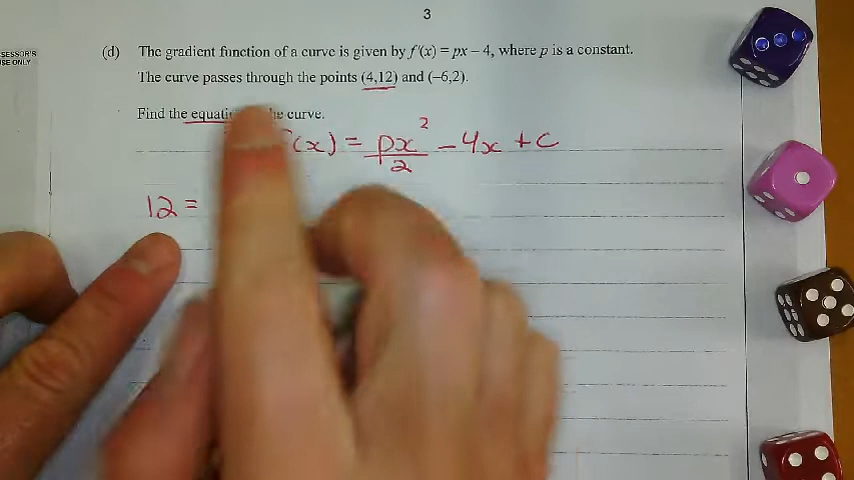 3
SESSOR'S
SE ONLY
(d) The gradient function of a curve is given by f'(x) = px – 4, where p is a constant.
The curve passes through the points (4,12) and (–6,2).
Find the curve.
(x) = px²/2 - 4x + c
12 =